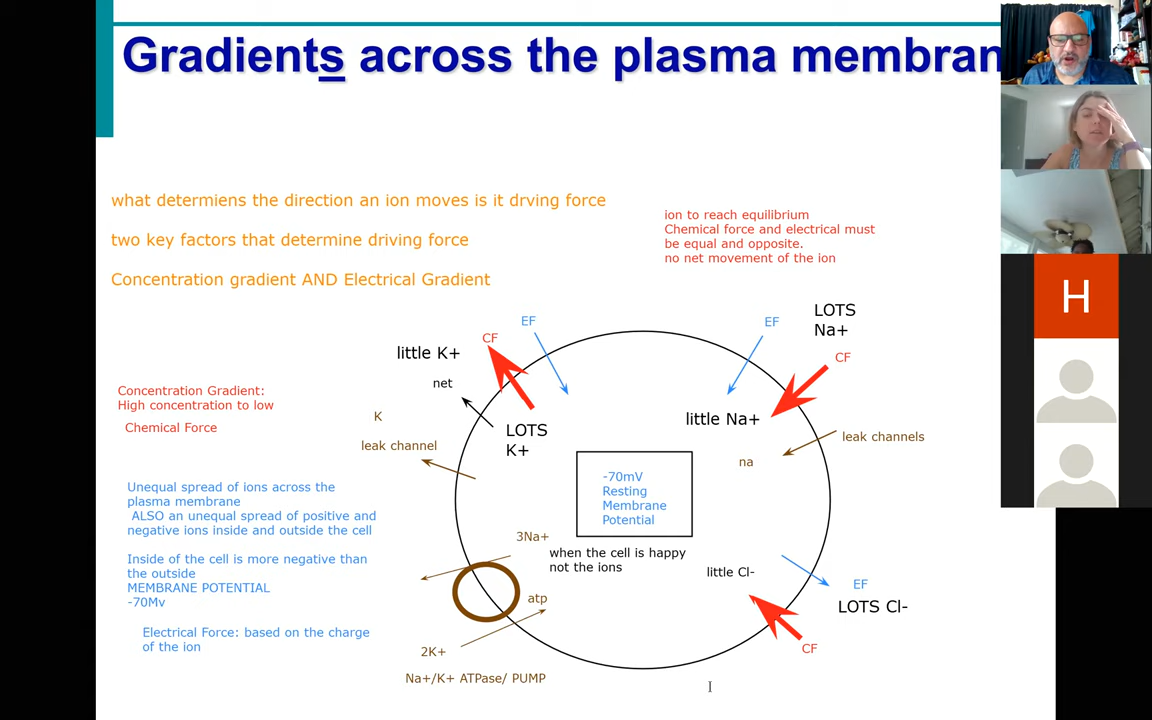 Gradients across the plasma membran
what determiens the direction an ion moves is it drving force
two key factors that determine driving force
Concentration gradient AND Electrical Gradient
ion to reach equilibrium
Chemical force and electrical must
be equal and opposite.
no net movement of the ion
H
LOTS
Na+
EF
EF
CF
little K+
CF
net
Concentration Gradient:
High concentration to low
Chemical Force
K
leak channel
LOTS
K+
little Na+
leak channels
na
-70mV
Resting
Membrane
Potential
Unequal spread of ions across the
plasma membrane
ALSO an unequal spread of positive and
negative ions inside and outside the cell
Inside of the cell is more negative than
the outside
MEMBRANE POTENTIAL
-70Mv
Electrical Force: based on the charge
of the ion
3Na+
when the cell is happy
not the ions
little Cl-
EF
LOTS Cl-
atp
CF
2K+
Na+/K+ ATPase/ PUMP